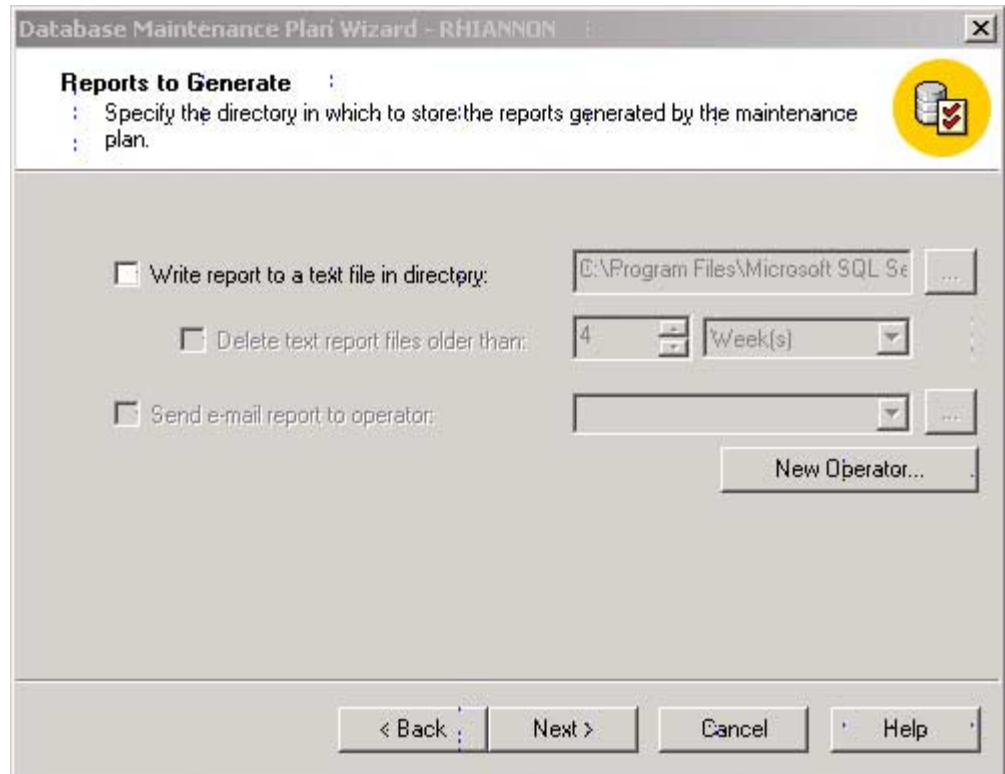 Database Maintenance Plan Wizard - RHIANNON
Reports to Generate
Specify the directory in which to store the reports generated by the maintenance
plan.
Write report to a text file in directory: C:\Program Files\Microsoft SQL Se ...
Delete text report files older than: 4 Week(s)
Send e-mail report to operator: ...
New Operator...
< Back Next > Cancel Help